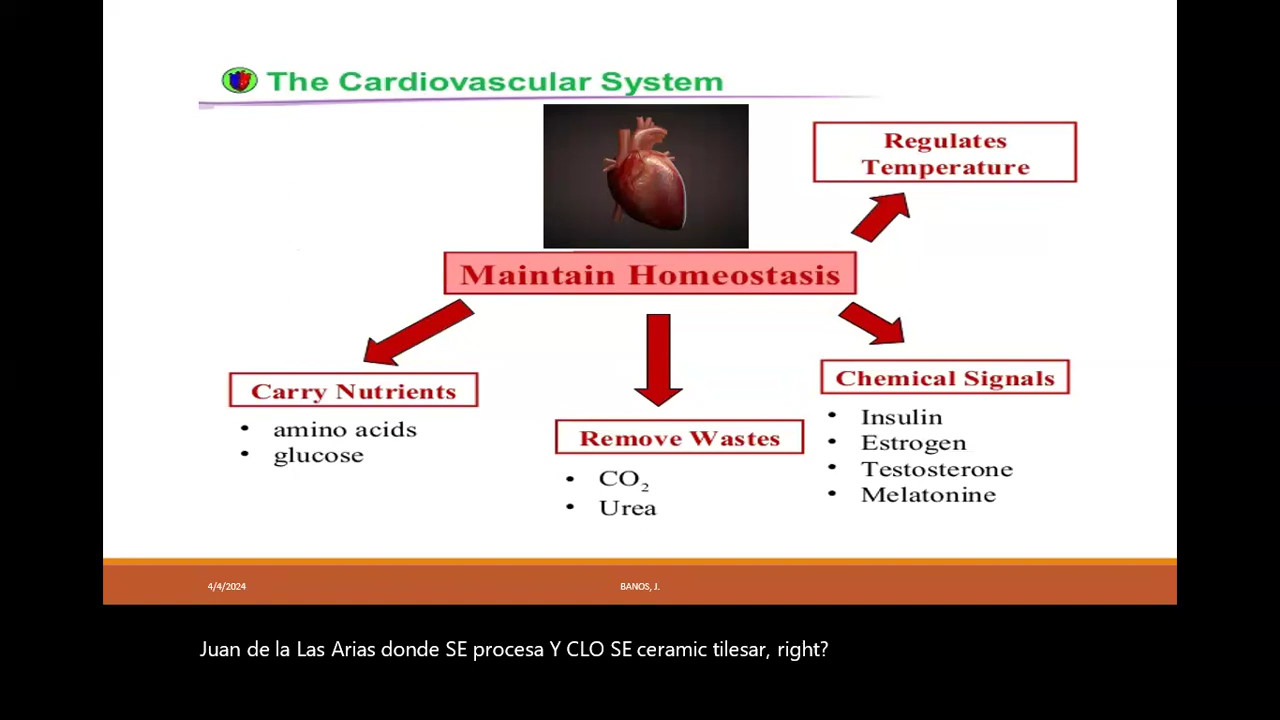 The Cardiovascular System
Regulates
Temperature
Maintain Homeostasis
Carry Nutrients
• amino acids
• glucose
Remove Wastes
• CO₂
• Urea
Chemical Signals
• Insulin
• Estrogen
• Testosterone
• Melatonine
4/4/2024
BANOS, J.
Juan de la Las Arias donde SE procesa Y CLO SE ceramic tilesar, right?